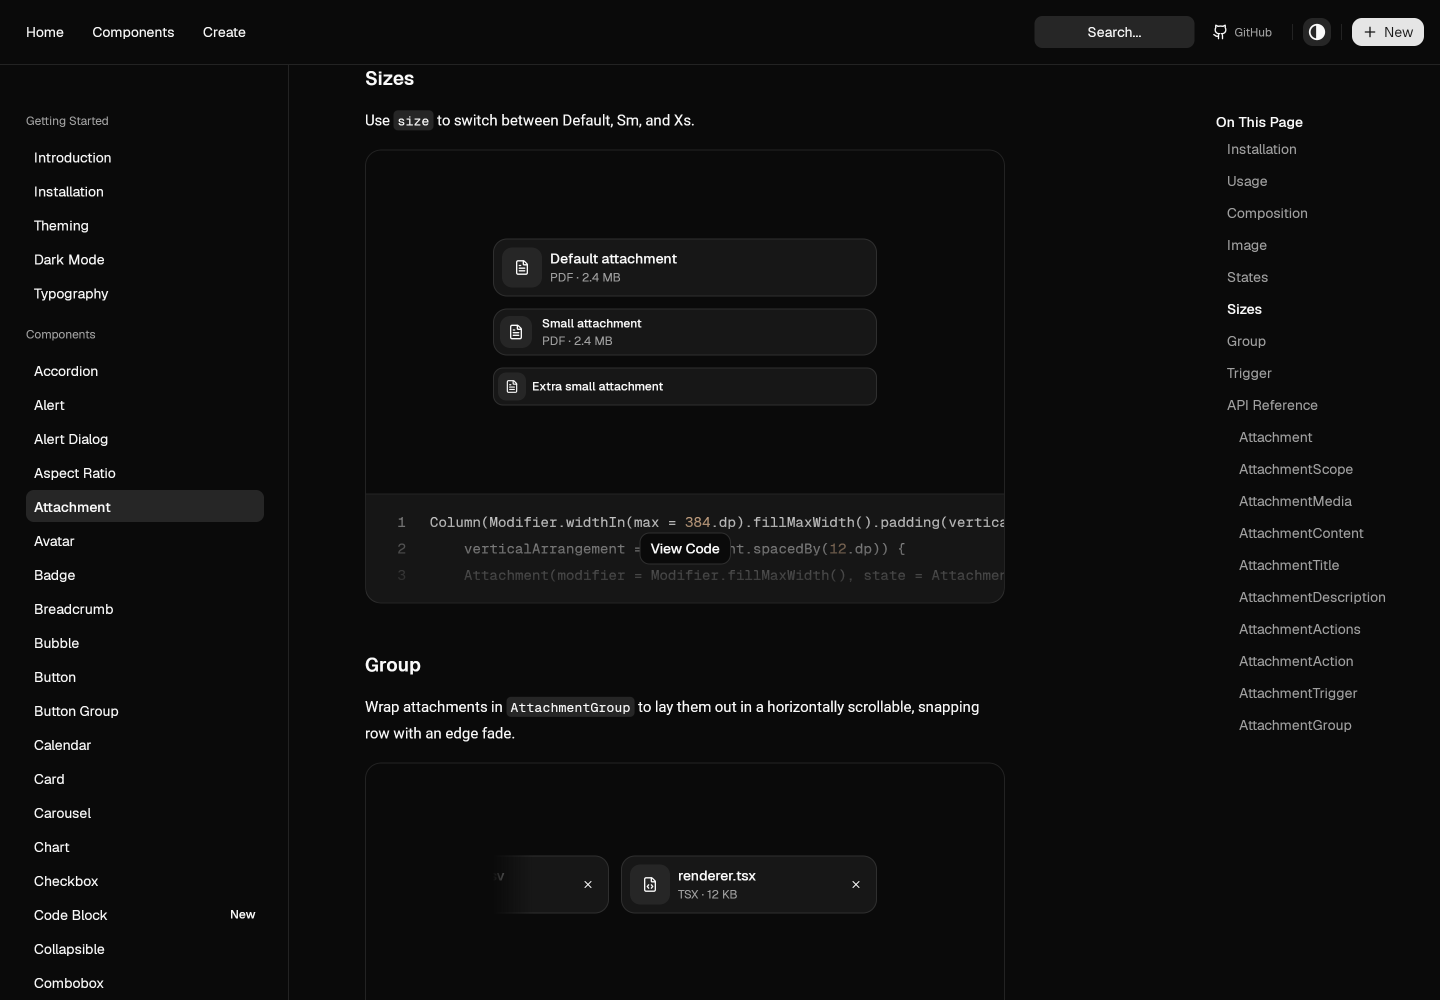 Home
Components
Create
Search...
GitHub
New
Getting Started
Introduction
Installation
Theming
Dark Mode
Typography
Components
Accordion
Alert
Alert Dialog
Aspect Ratio
Attachment
Avatar
Badge
Breadcrumb
Bubble
Button
Button Group
Calendar
Card
Carousel
Chart
Checkbox
Code Block New
Collapsible
Combobox
Sizes
Use size to switch between Default, Sm, and Xs.
Default attachment
PDF · 2.4 MB
Small attachment
PDF · 2.4 MB
Extra small attachment
1 Column(Modifier.widthIn(max = 384.dp).fillMaxWidth().padding(vertica
2 verticalArrangement = nt.spacedBy(12.dp)) {
View Code
3 Attachment(modifier = Modifier.fillMaxWidth(), state = Attachmen
Group
Wrap attachments in AttachmentGroup to lay them out in a horizontally scrollable, snapping
row with an edge fade.
renderer.tsx
TSX · 12 KB
On This Page
Installation
Usage
Composition
Image
States
Sizes
Group
Trigger
API Reference
Attachment
AttachmentScope
AttachmentMedia
AttachmentContent
AttachmentTitle
AttachmentDescription
AttachmentActions
AttachmentAction
AttachmentTrigger
AttachmentGroup